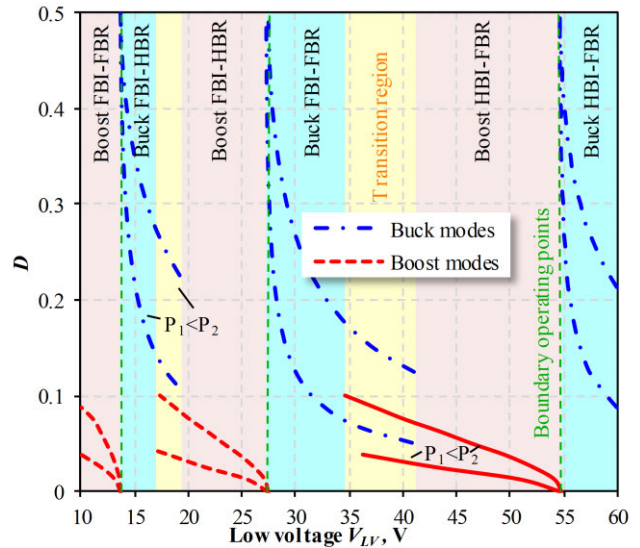 0.5
0.4
0.3
0.2
0.1
0
D
Boost FBI-FBR
Buck FBI-HBR
Boost FBI-HBR
Buck FBI-FBR
Transition region
Boost HBI-FBR
Buck HBI-FBR
Buck modes
Boost modes
Boundary operating points
P₁<P₂
P₁<P₂
10 15 20 25 30 35 40 45 50 55 60
Low voltage V_LV, V